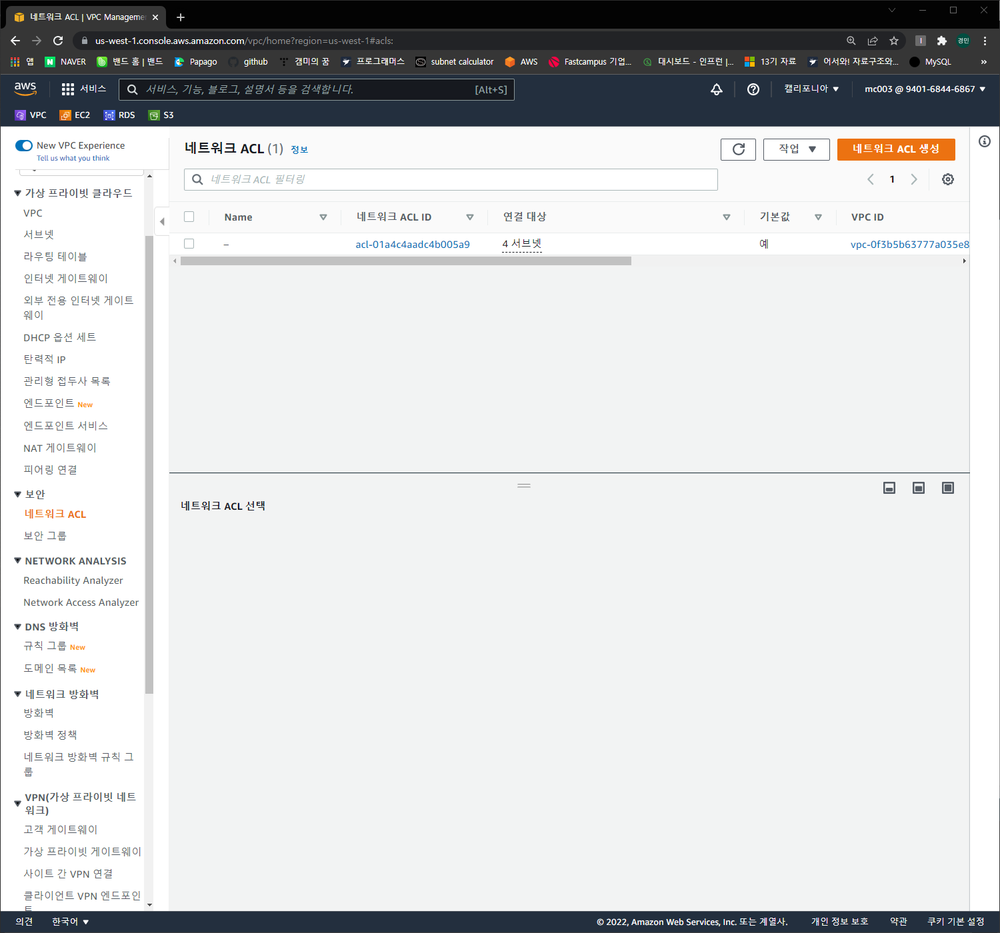 네트워크 ACL | VPC Manageme
us-west-1.console.aws.amazon.com/vpc/home?region=us-west-1#acls:
경민
앱 NAVER 밴드 홈 | 밴드 Papago github 캠미의 꿈 프로그래머스 subnet calculator AWS Fastcampus 기업... 대시보드 - 인프런 |... 13기 자료 어서와! 자료구조와... MySQL »
aws 서비스 서비스, 기능, 블로그, 설명서 등을 검색합니다. [Alt+S] 캘리포니아 ▼ mc003 @ 9401-6844-6867 ▼
VPC EC2 RDS S3
New VPC Experience
Tell us what you think
가상 프라이빗 클라우드
VPC
서브넷
라우팅 테이블
인터넷 게이트웨이
외부 전용 인터넷 게이트
웨이
DHCP 옵션 세트
탄력적 IP
관리형 접두사 목록
엔드포인트 New
엔드포인트 서비스
NAT 게이트웨이
피어링 연결
보안
네트워크 ACL
보안 그룹
NETWORK ANALYSIS
Reachability Analyzer
Network Access Analyzer
DNS 방화벽
규칙 그룹 New
도메인 목록 New
네트워크 방화벽
방화벽
방화벽 정책
네트워크 방화벽 규칙 그
룹
VPN(가상 프라이빗 네트
워크)
고객 게이트웨이
가상 프라이빗 게이트웨이
사이트 간 VPN 연결
클라이언트 VPN 엔드포인
트
네트워크 ACL (1) 정보
작업 ▼
네트워크 ACL 생성
네트워크 ACL 필터링
1
Name 네트워크 ACL ID 연결 대상 기본값 VPC ID
– acl-01a4c4aadc4b005a9 4 서브넷 예 vpc-0f3b5b63777a035e8
네트워크 ACL 선택
의견 한국어 ▼ © 2022, Amazon Web Services, Inc. 또는 계열사. 개인 정보 보호 약관 쿠키 기본 설정